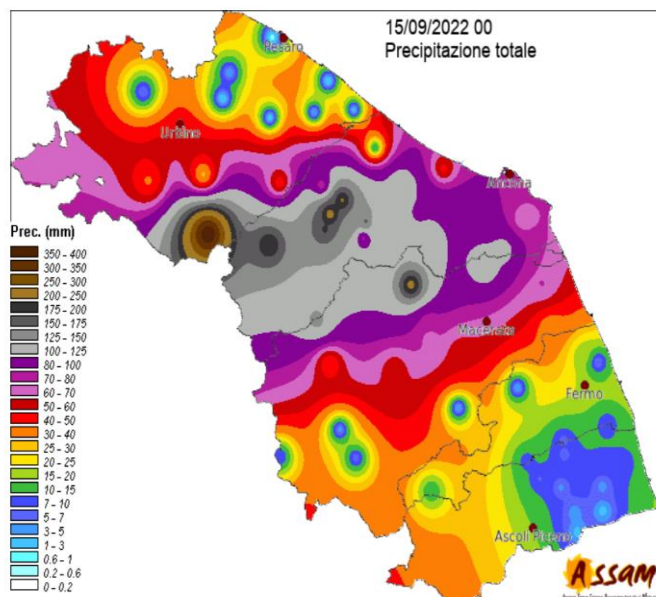 15/09/2022 00
Precipitazione totale
Pesaro
Urbino
Ancona
Prec. (mm)
350 - 400
300 - 350
250 - 300
200 - 250
175 - 200
150 - 175
125 - 150
100 - 125
80 - 100
70 - 80
60 - 70
50 - 60
40 - 50
30 - 40
25 - 30
20 - 25
15 - 20
10 - 15
7 - 10
5 - 7
3 - 5
1 - 3
0.6 - 1
0.2 - 0.6
0 - 0.2
Macerata
Fermo
Ascoli Piceno
Assam